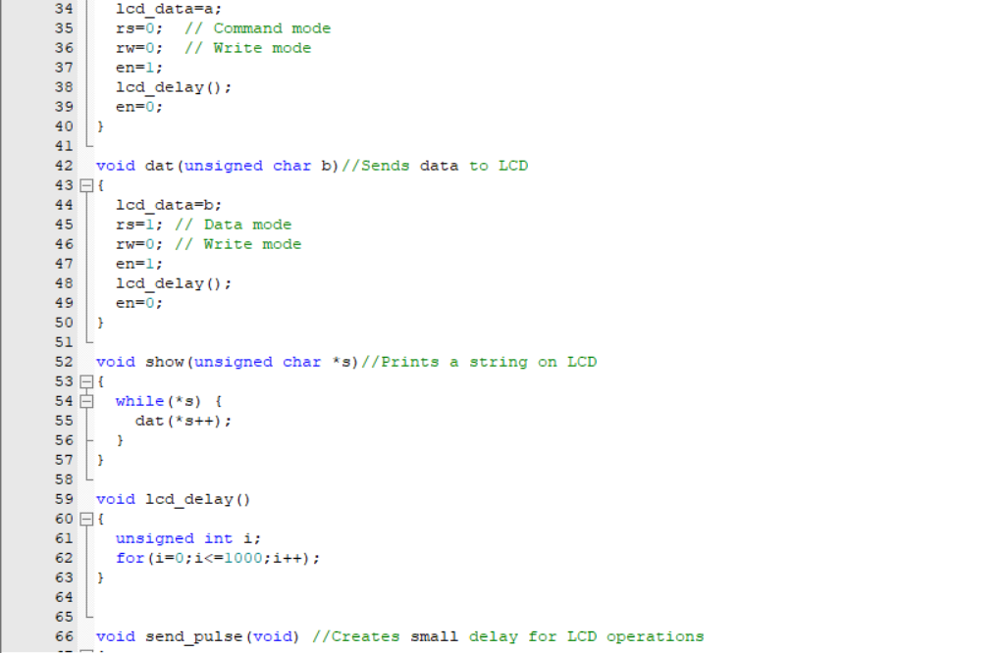 34 lcd_data=a;
35 rs=0; // Command mode
36 rw=0; // Write mode
37 en=1;
38 lcd_delay();
39 en=0;
40 }
41
42 void dat(unsigned char b)//Sends data to LCD
43 {
44 lcd_data=b;
45 rs=1; // Data mode
46 rw=0; // Write mode
47 en=1;
48 lcd_delay();
49 en=0;
50 }
51
52 void show(unsigned char *s)//Prints a string on LCD
53 {
54 while(*s) {
55 dat(*s++);
56 }
57 }
58
59 void lcd_delay()
60 {
61 unsigned int i;
62 for(i=0;i<=1000;i++);
63 }
64
65
66 void send_pulse(void) //Creates small delay for LCD operations